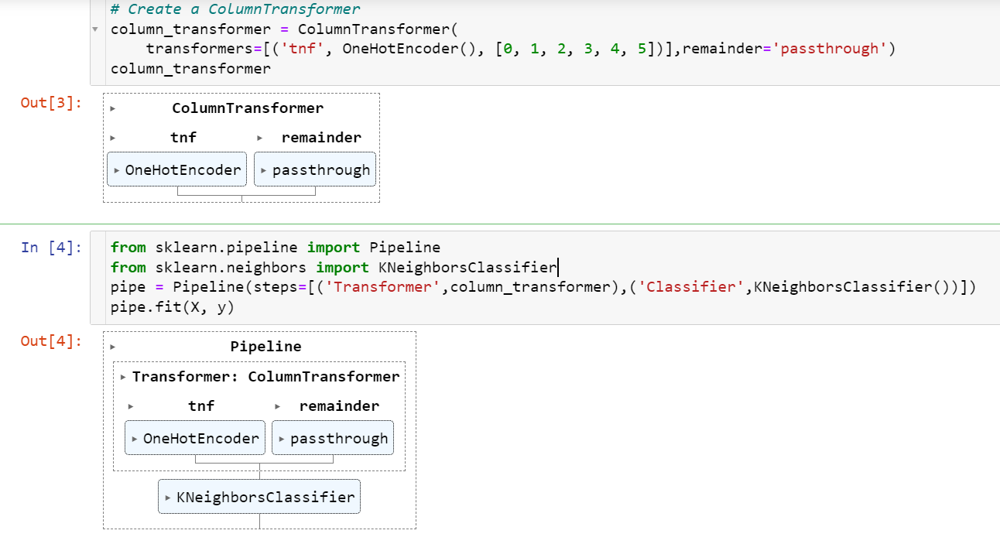 # Create a ColumnTransformer
column_transformer = ColumnTransformer(
    transformers=[('tnf', OneHotEncoder(), [0, 1, 2, 3, 4, 5])],remainder='passthrough')
column_transformer
Out[3]:
ColumnTransformer
tnf remainder
OneHotEncoder passthrough
In [4]:
from sklearn.pipeline import Pipeline
from sklearn.neighbors import KNeighborsClassifier
pipe = Pipeline(steps=[('Transformer',column_transformer),('Classifier',KNeighborsClassifier())])
pipe.fit(X, y)
Out[4]:
Pipeline
Transformer: ColumnTransformer
tnf remainder
OneHotEncoder passthrough
KNeighborsClassifier